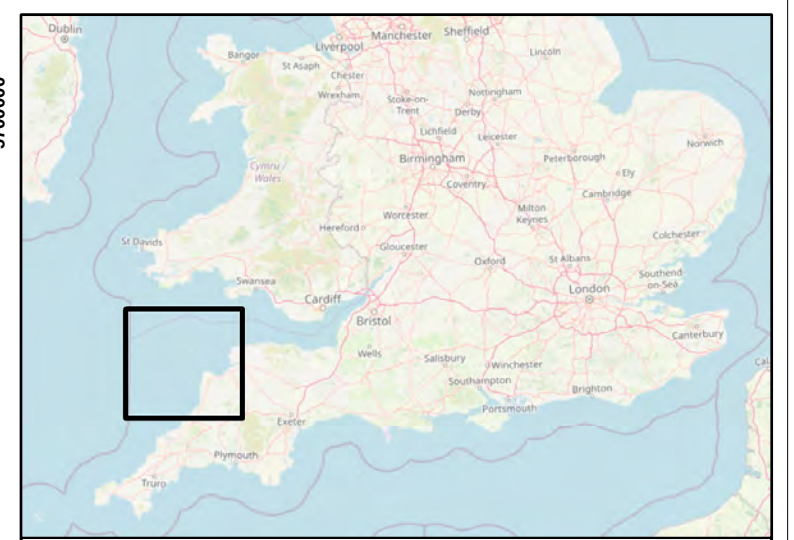 Dublin
Manchester
Sheffield
Liverpool
Bangor
St Asaph
Chester
Lincoln
Wrexham
Stoke-on-
Trent
Nottingham
Derby
Lichfield
Leicester
Norwich
Birmingham
Peterborough
Cymru /
Wales
Coventry
Ely
Cambridge
Worcester
Milton
Keynes
Hereford
Gloucester
Colchester
St Davids
Oxford
St Albans
Swansea
Southend
-on-Sea
Cardiff
London
Bristol
Canterbury
Wells
Salisbury
Winchester
Cal
Southampton
Brighton
Portsmouth
Exeter
Plymouth
Truro